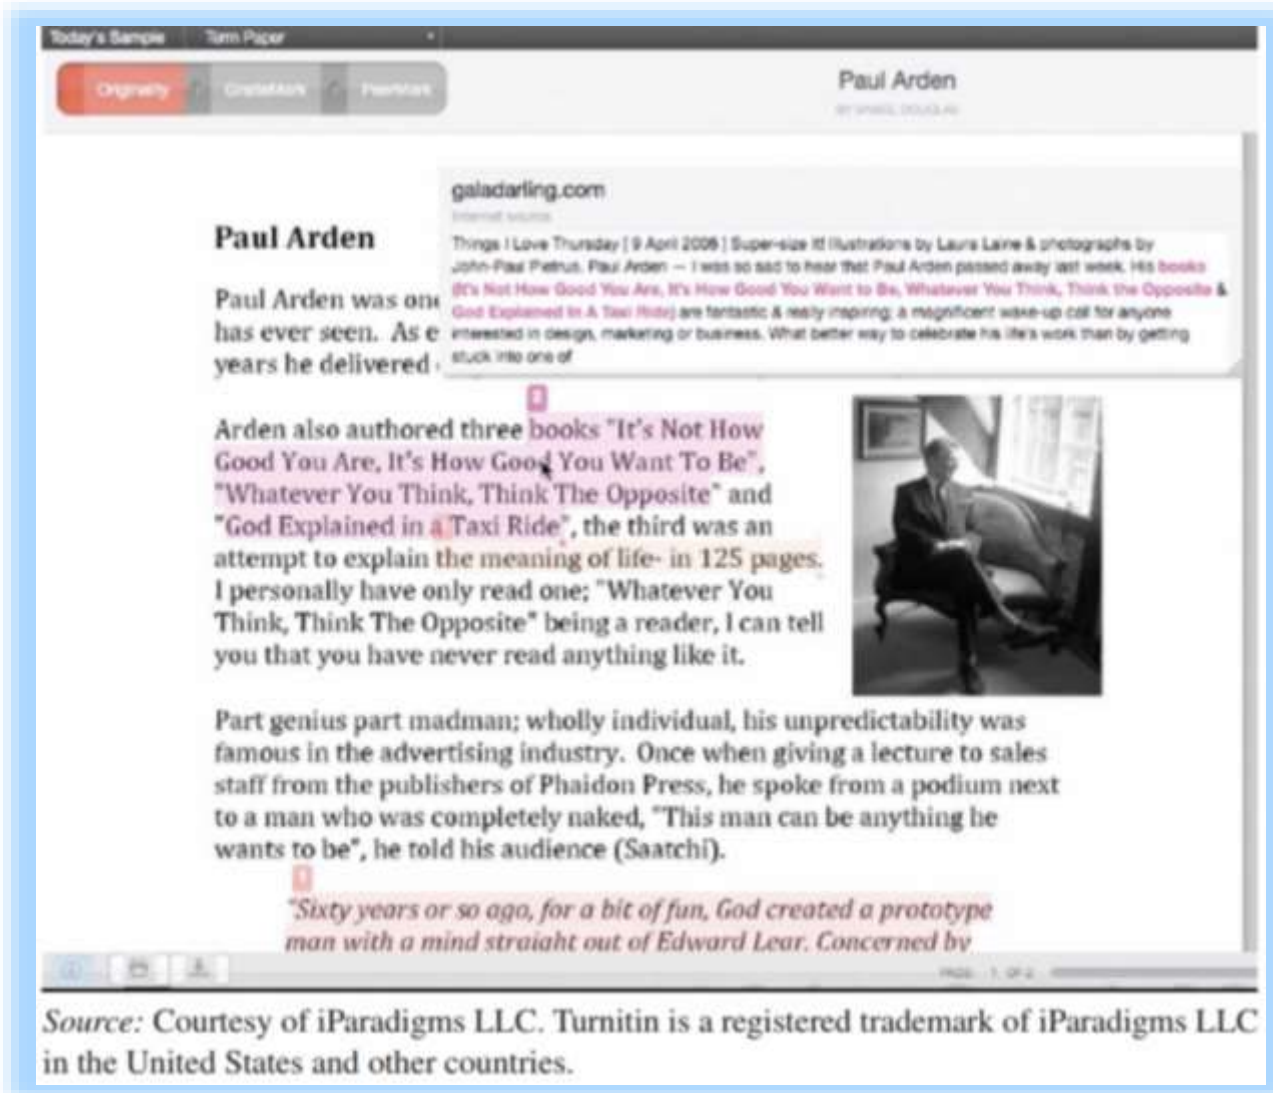 Today's Sample Term Paper
Originality GradeMark PeerMark
Paul Arden
galadarling.com
Internet source
Things I Love Thursday | 9 April 2008 | Super-size it! Illustrations by Laura Laine & photographs by
John-Paul Pietrus. Paul Arden — I was so sad to hear that Paul Arden passed away last week. His books
(It's Not How Good You Are, It's How Good You Want to Be, Whatever You Think, Think the Opposite &
God Explained In A Taxi Ride) are fantastic & really inspiring; a magnificent wake-up call for anyone
interested in design, marketing or business. What better way to celebrate his life's work than by getting
stuck into one of
Paul Arden
Paul Arden was one
has ever seen. As e
years he delivered
Arden also authored three books "It's Not How
Good You Are, It's How Good You Want To Be",
"Whatever You Think, Think The Opposite" and
"God Explained in a Taxi Ride", the third was an
attempt to explain the meaning of life- in 125 pages.
I personally have only read one; "Whatever You
Think, Think The Opposite" being a reader, I can tell
you that you have never read anything like it.
Part genius part madman; wholly individual, his unpredictability was
famous in the advertising industry. Once when giving a lecture to sales
staff from the publishers of Phaidon Press, he spoke from a podium next
to a man who was completely naked, "This man can be anything he
wants to be", he told his audience (Saatchi).
"Sixty years or so ago, for a bit of fun, God created a prototype
man with a mind straight out of Edward Lear. Concerned by
PAGE: 1 OF 2
Source: Courtesy of iParadigms LLC. Turnitin is a registered trademark of iParadigms LLC
in the United States and other countries.